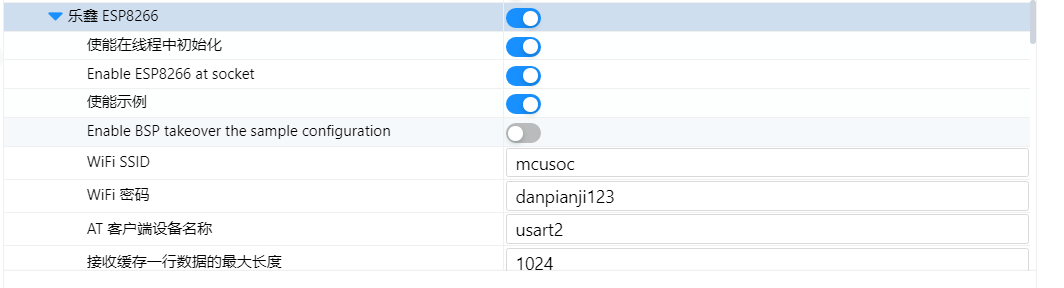 乐鑫 ESP8266
使能在线程中初始化
Enable ESP8266 at socket
使能示例
Enable BSP takeover the sample configuration
WiFi SSID mcusoc
WiFi 密码 danpianji123
AT 客户端设备名称 usart2
接收缓存一行数据的最大长度 1024